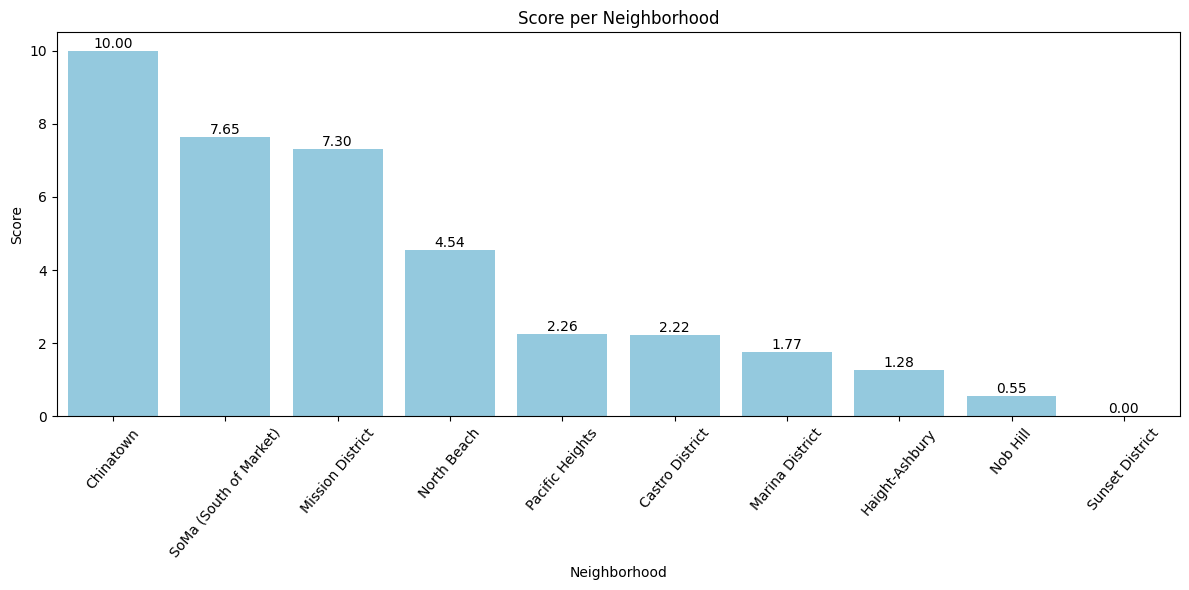 Score per Neighborhood
Score
10
8
6
4
2
0
10.00
7.65
7.30
4.54
2.26
2.22
1.77
1.28
0.55
0.00
Chinatown
SoMa (South of Market)
Mission District
North Beach
Pacific Heights
Castro District
Marina District
Haight-Ashbury
Nob Hill
Sunset District
Neighborhood